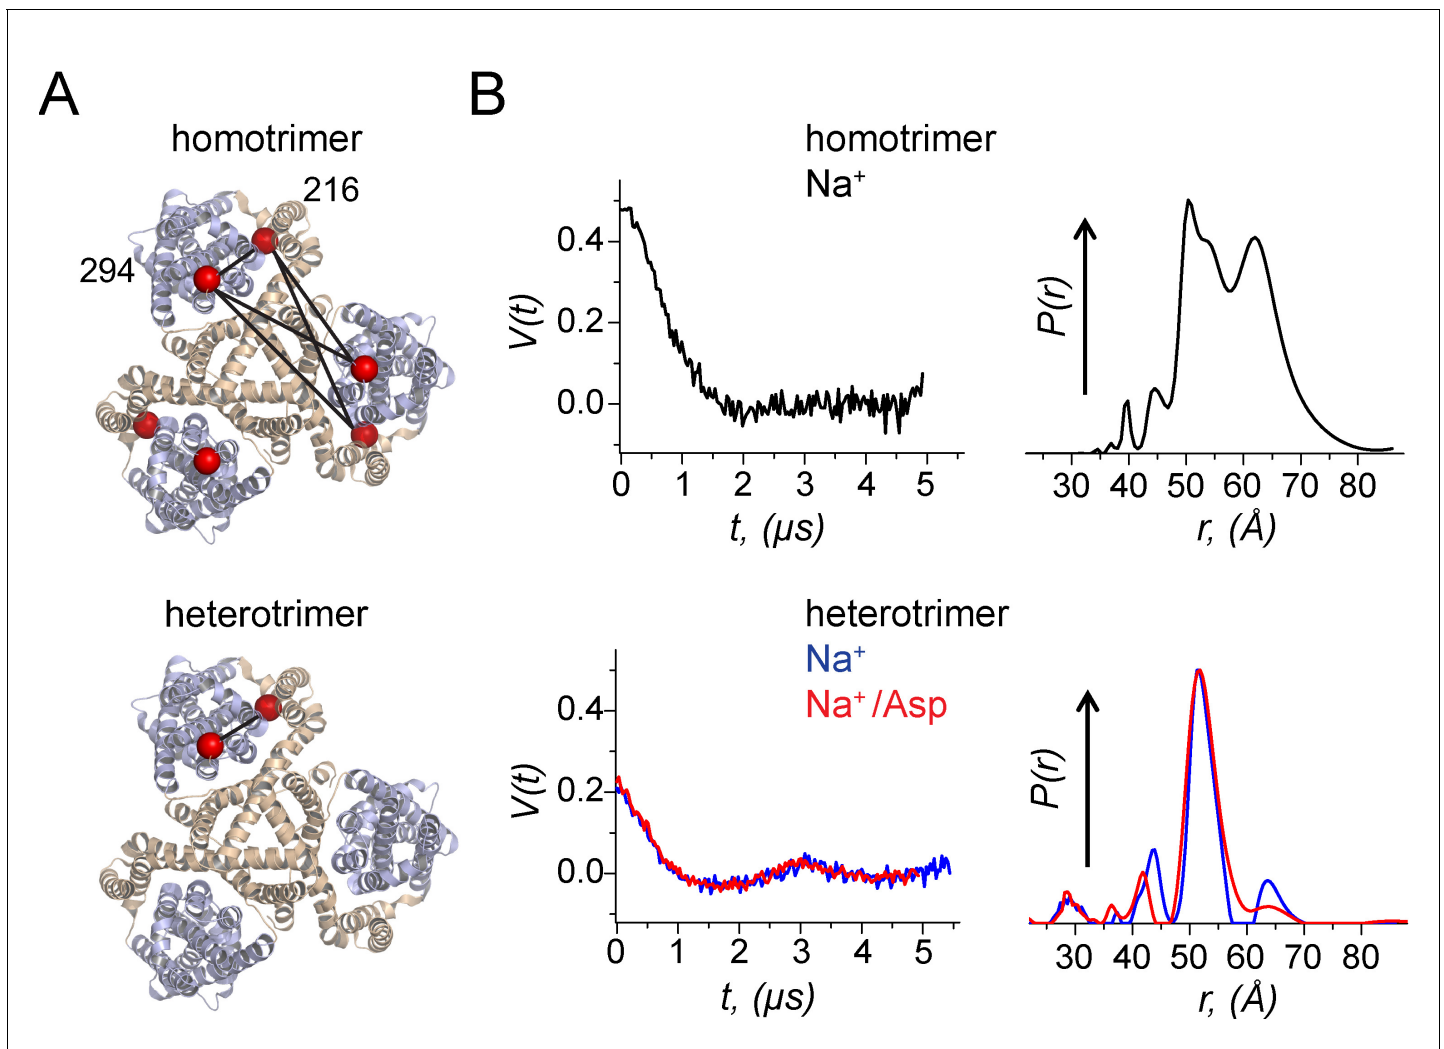 A
homotrimer
216
294
heterotrimer
B
homotrimer
Na⁺
V(t)
0.4
0.2
0.0
0 1 2 3 4 5
t, (μs)
P(r)
30 40 50 60 70 80
r, (Å)
heterotrimer
Na⁺
Na⁺/Asp
V(t)
0.4
0.2
0.0
0 1 2 3 4 5
t, (μs)
P(r)
30 40 50 60 70 80
r, (Å)